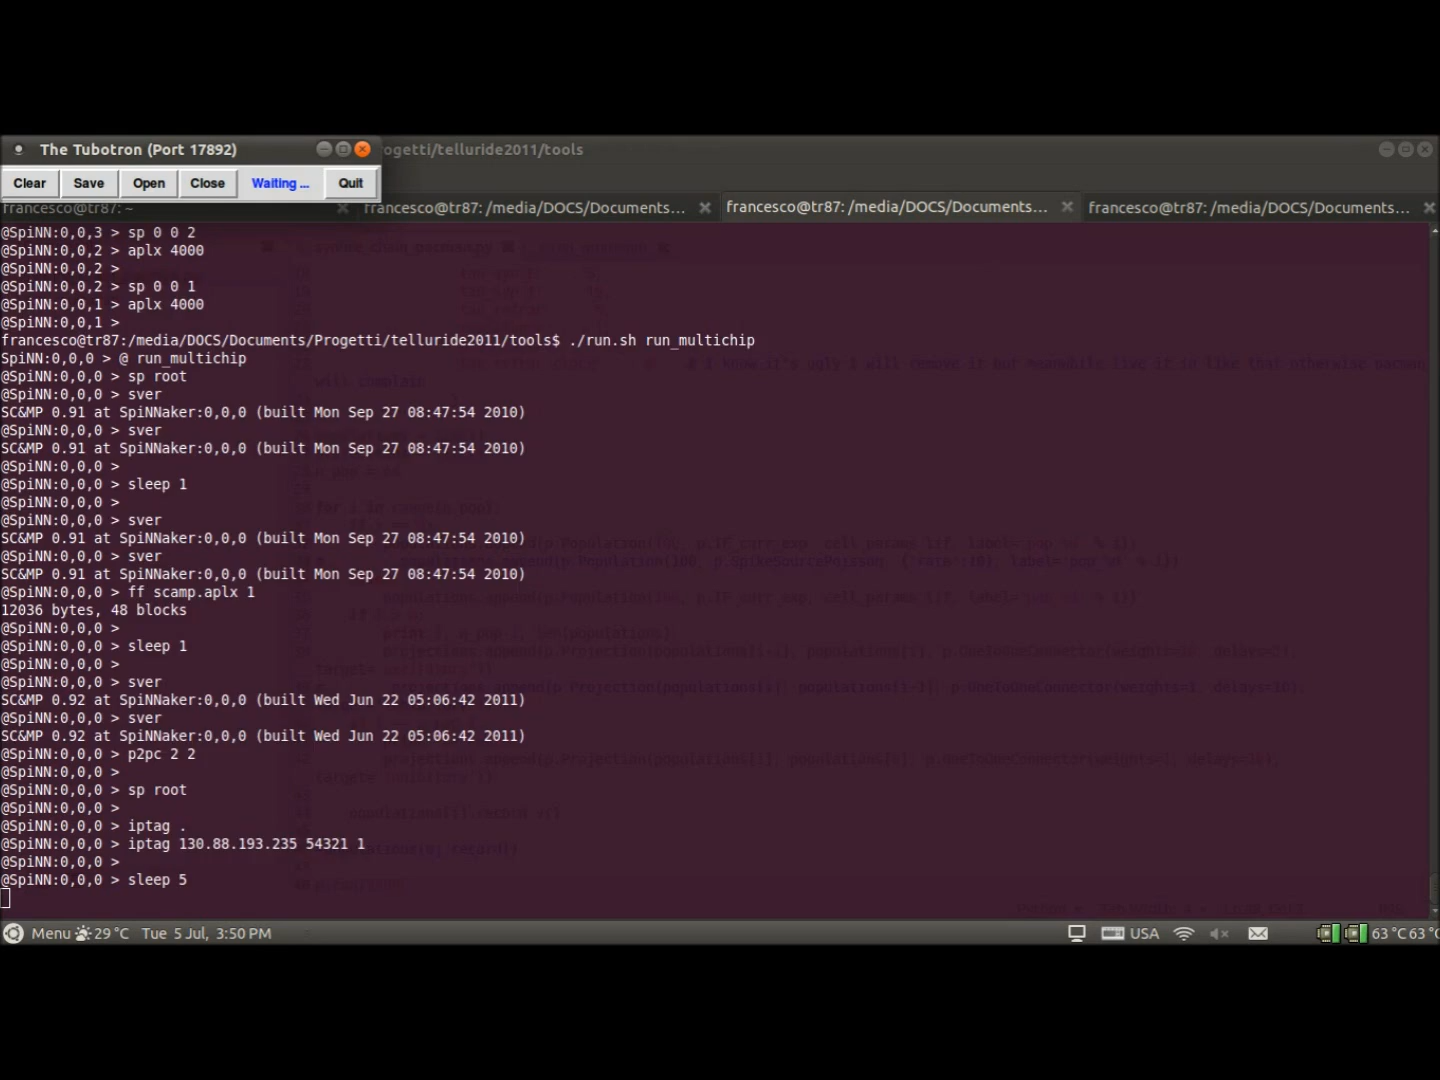 The Tubotron (Port 17892)
rogetti/telluride2011/tools
Clear Save Open Close Waiting ... Quit
francesco@tr87: ~
francesco@tr87: /media/DOCS/Documents...
francesco@tr87: /media/DOCS/Documents...
francesco@tr87: /media/DOCS/Documents...
@SpiNN:0,0,3 > sp 0 0 2
@SpiNN:0,0,2 > aplx 4000
@SpiNN:0,0,2 >
@SpiNN:0,0,2 > sp 0 0 1
@SpiNN:0,0,1 > aplx 4000
@SpiNN:0,0,1 >
francesco@tr87:/media/DOCS/Documents/Progetti/telluride2011/tools$ ./run.sh run_multichip
SpiNN:0,0,0 > @ run_multichip
@SpiNN:0,0,0 > sp root
@SpiNN:0,0,0 > sver
SC&MP 0.91 at SpiNNaker:0,0,0 (built Mon Sep 27 08:47:54 2010)
@SpiNN:0,0,0 > sver
SC&MP 0.91 at SpiNNaker:0,0,0 (built Mon Sep 27 08:47:54 2010)
@SpiNN:0,0,0 >
@SpiNN:0,0,0 > sleep 1
@SpiNN:0,0,0 >
@SpiNN:0,0,0 > sver
SC&MP 0.91 at SpiNNaker:0,0,0 (built Mon Sep 27 08:47:54 2010)
@SpiNN:0,0,0 > sver
SC&MP 0.91 at SpiNNaker:0,0,0 (built Mon Sep 27 08:47:54 2010)
@SpiNN:0,0,0 > ff scamp.aplx 1
12036 bytes, 48 blocks
@SpiNN:0,0,0 >
@SpiNN:0,0,0 > sleep 1
@SpiNN:0,0,0 >
@SpiNN:0,0,0 > sver
SC&MP 0.92 at SpiNNaker:0,0,0 (built Wed Jun 22 05:06:42 2011)
@SpiNN:0,0,0 > sver
SC&MP 0.92 at SpiNNaker:0,0,0 (built Wed Jun 22 05:06:42 2011)
@SpiNN:0,0,0 > p2pc 2 2
@SpiNN:0,0,0 >
@SpiNN:0,0,0 > sp root
@SpiNN:0,0,0 >
@SpiNN:0,0,0 > iptag .
@SpiNN:0,0,0 > iptag 130.88.193.235 54321 1
@SpiNN:0,0,0 >
@SpiNN:0,0,0 > sleep 5
Menu 29 °C Tue 5 Jul, 3:50 PM USA 63 °C 63 °C